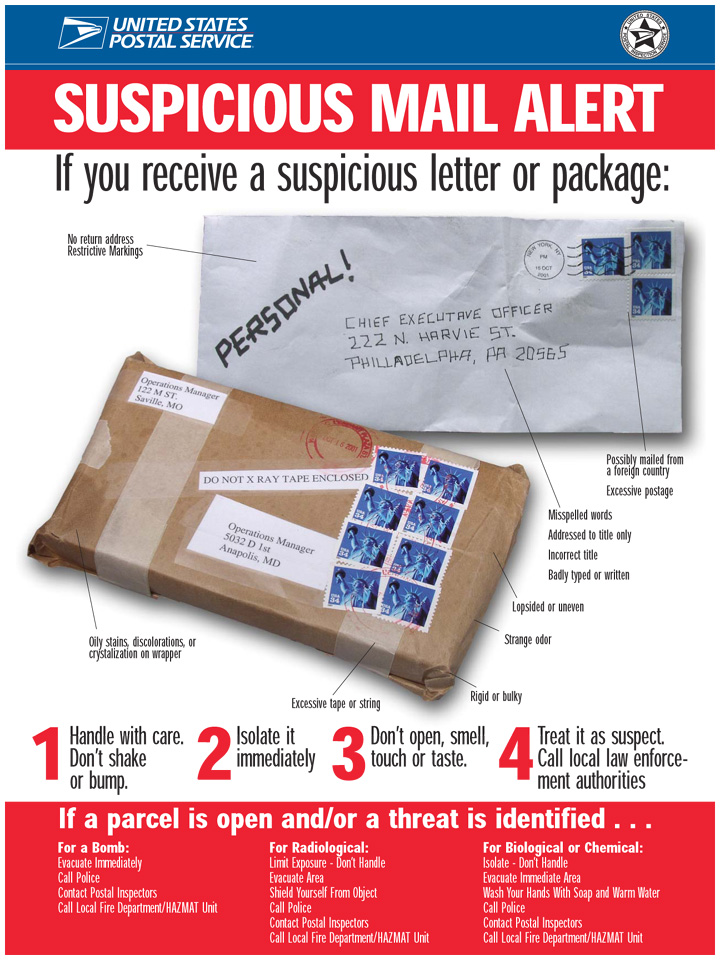 UNITED STATES
POSTAL SERVICE
SUSPICIOUS MAIL ALERT
If you receive a suspicious letter or package:
No return address
Restrictive Markings
NEW YORK, NY
PM
16 OCT
2001
PERSONAL!
CHIEF EXECUTAVE OFFICER
222 N. HARVIE ST.
PHILLADELPHA, PA 20565
34
34
34
Operations Manager
122 M ST.
Saville, MO
DO NOT X RAY TAPE ENCLOSED
Operations Manager
5032 D 1st
Anapolis, MD
Possibly mailed from
a foreign country
Excessive postage
Misspelled words
Addressed to title only
Incorrect title
Badly typed or written
Lopsided or uneven
Strange odor
Rigid or bulky
Oily stains, discolorations, or
crystalization on wrapper
Excessive tape or string
1 Handle with care.
Don't shake
or bump.
2 Isolate it
immediately
3 Don't open, smell,
touch or taste.
4 Treat it as suspect.
Call local law enforce-
ment authorities
If a parcel is open and/or a threat is identified . . .
For a Bomb:
Evacuate Immediately
Call Police
Contact Postal Inspectors
Call Local Fire Department/HAZMAT Unit
For Radiological:
Limit Exposure - Don't Handle
Evacuate Area
Shield Yourself From Object
Call Police
Contact Postal Inspectors
Call Local Fire Department/HAZMAT Unit
For Biological or Chemical:
Isolate - Don't Handle
Evacuate Immediate Area
Wash Your Hands With Soap and Warm Water
Call Police
Contact Postal Inspectors
Call Local Fire Department/HAZMAT Unit